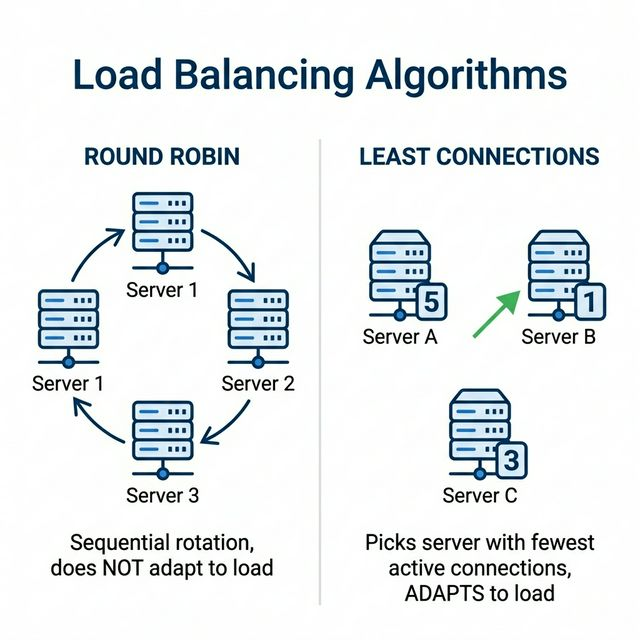 Load Balancing Algorithms
ROUND ROBIN
Server 1
Server 1
Server 2
Server 3
Sequential rotation,
does NOT adapt to load
LEAST CONNECTIONS
5
Server A
1
Server B
3
Server C
Picks server with fewest
active connections,
ADAPTS to load